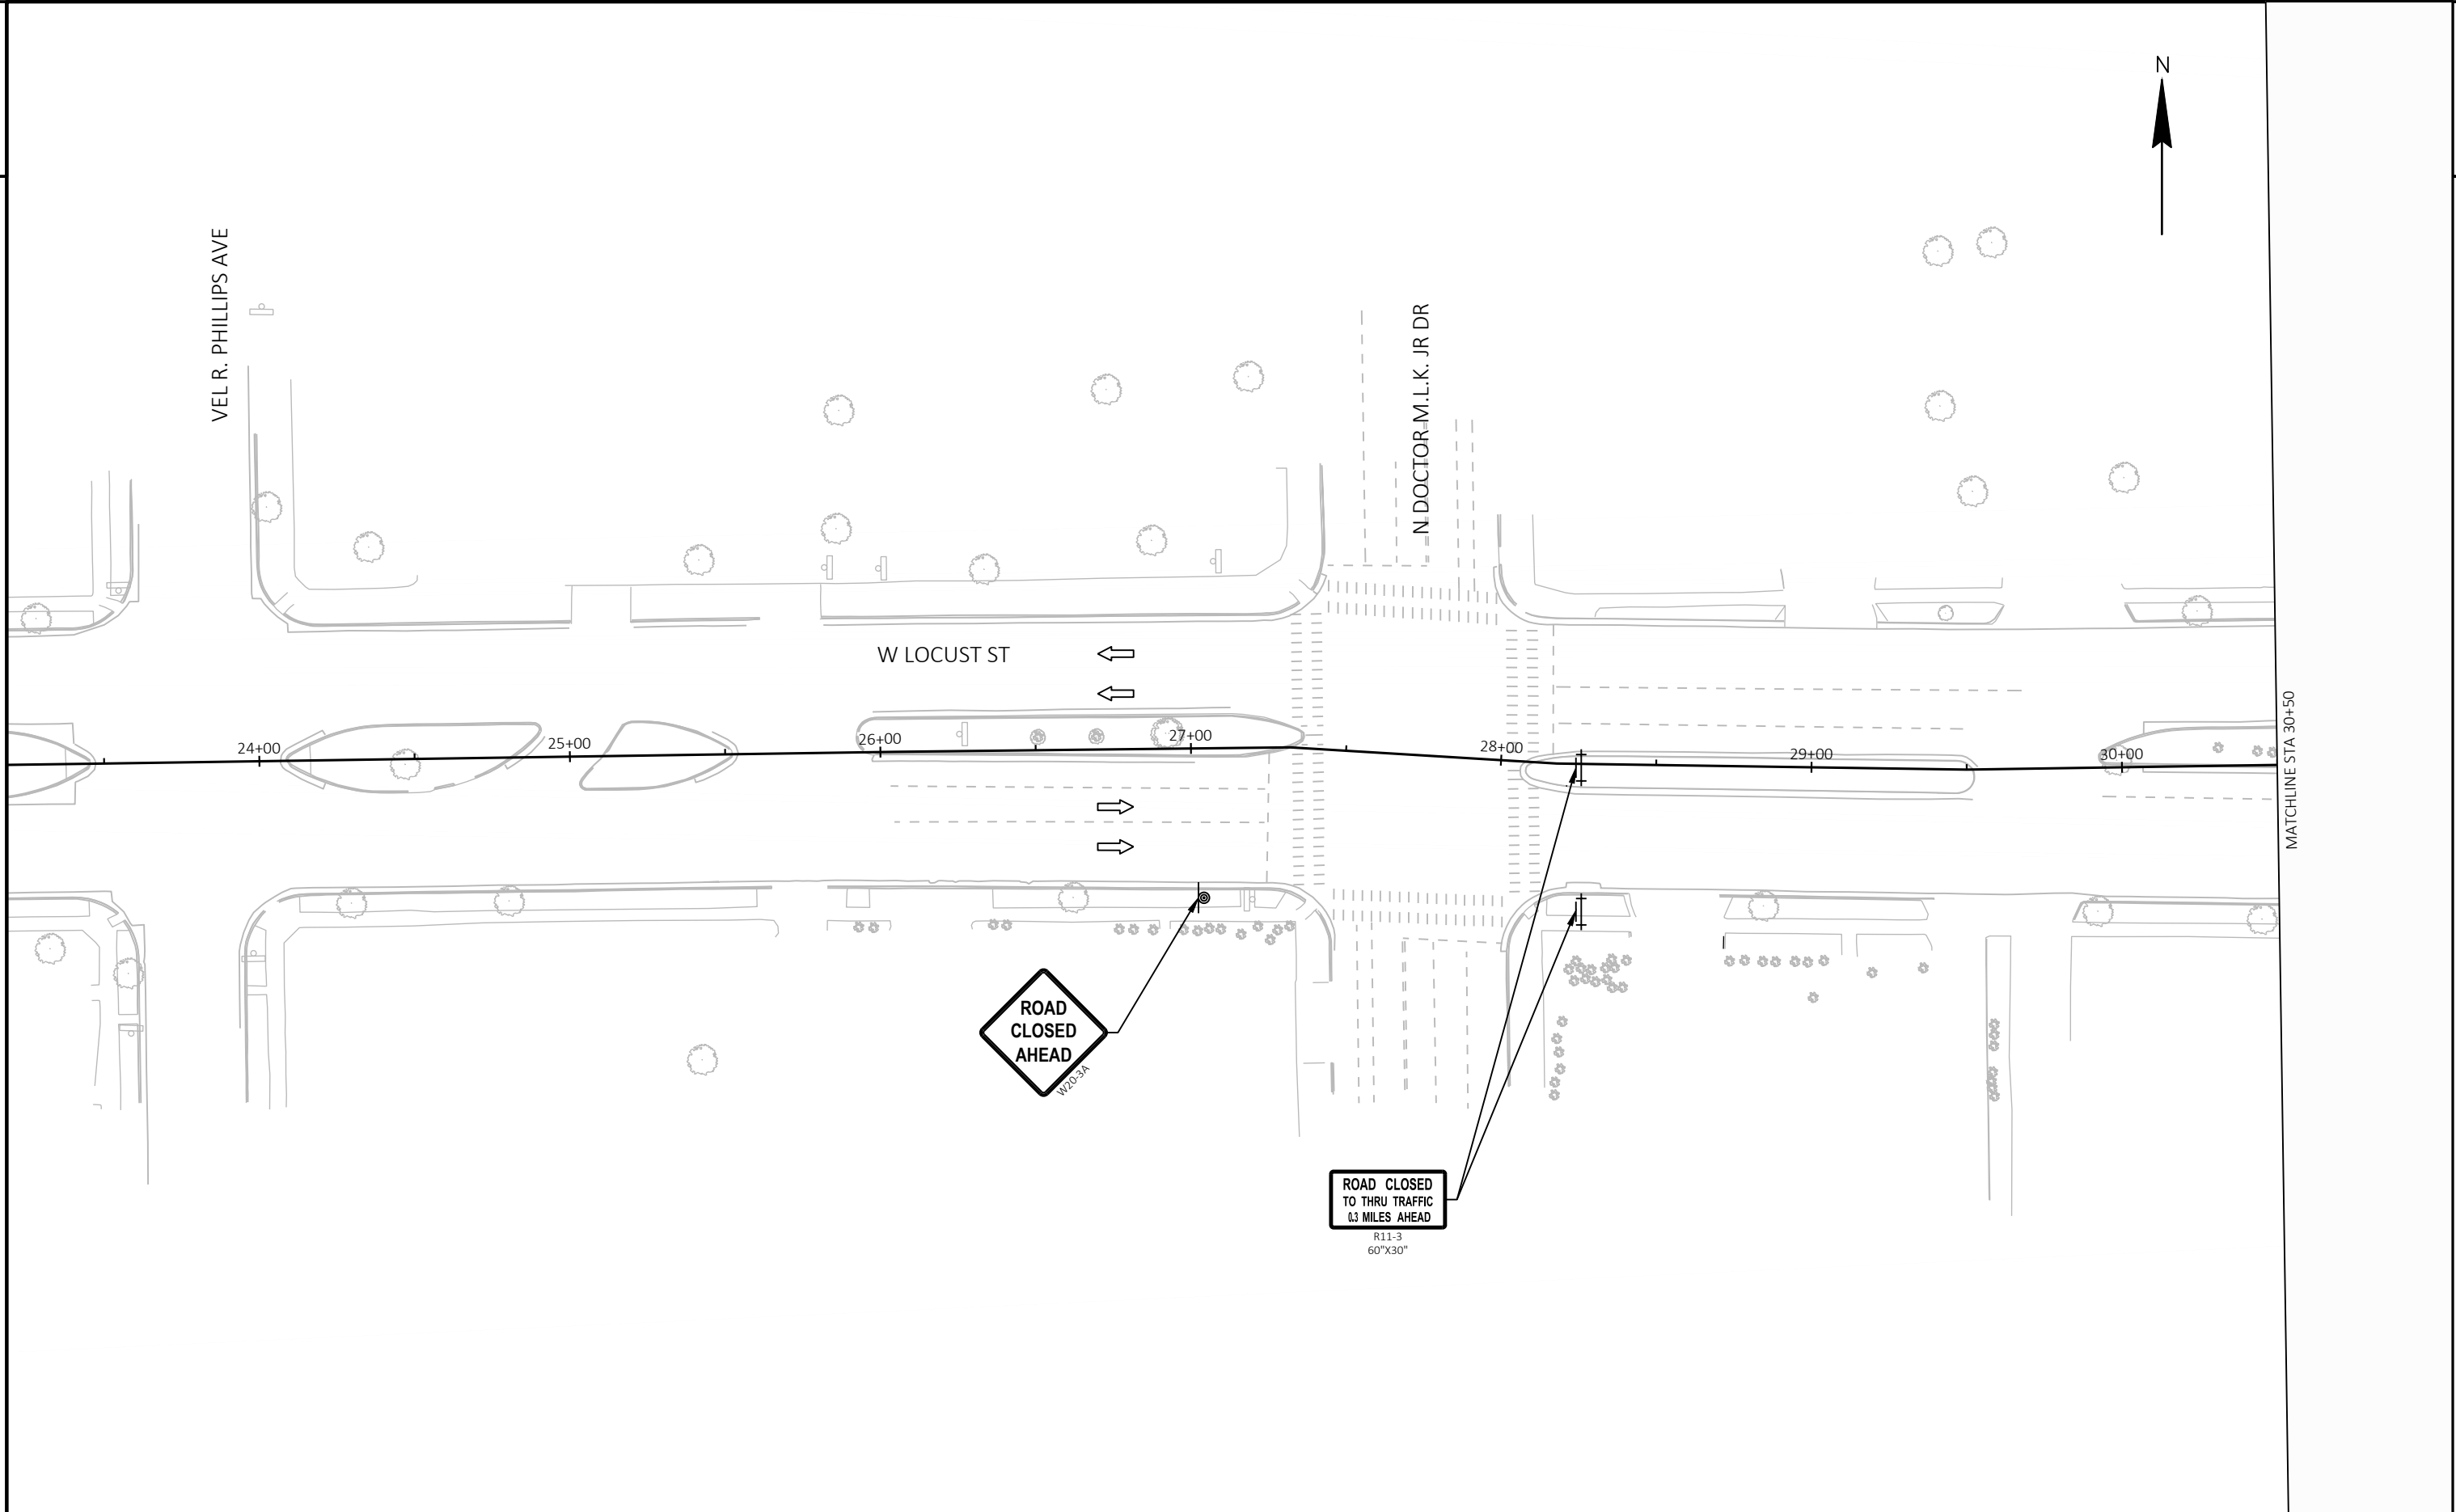 N
VEL R. PHILLIPS AVE
N DOCTOR M.L.K. JR DR
W LOCUST ST
24+00
25+00
26+00
27+00
28+00
29+00
30+00
MATCHLINE STA 30+50
ROAD
CLOSED
AHEAD
W20-3A
ROAD CLOSED
TO THRU TRAFFIC
0.3 MILES AHEAD
R11-3
60"X30"